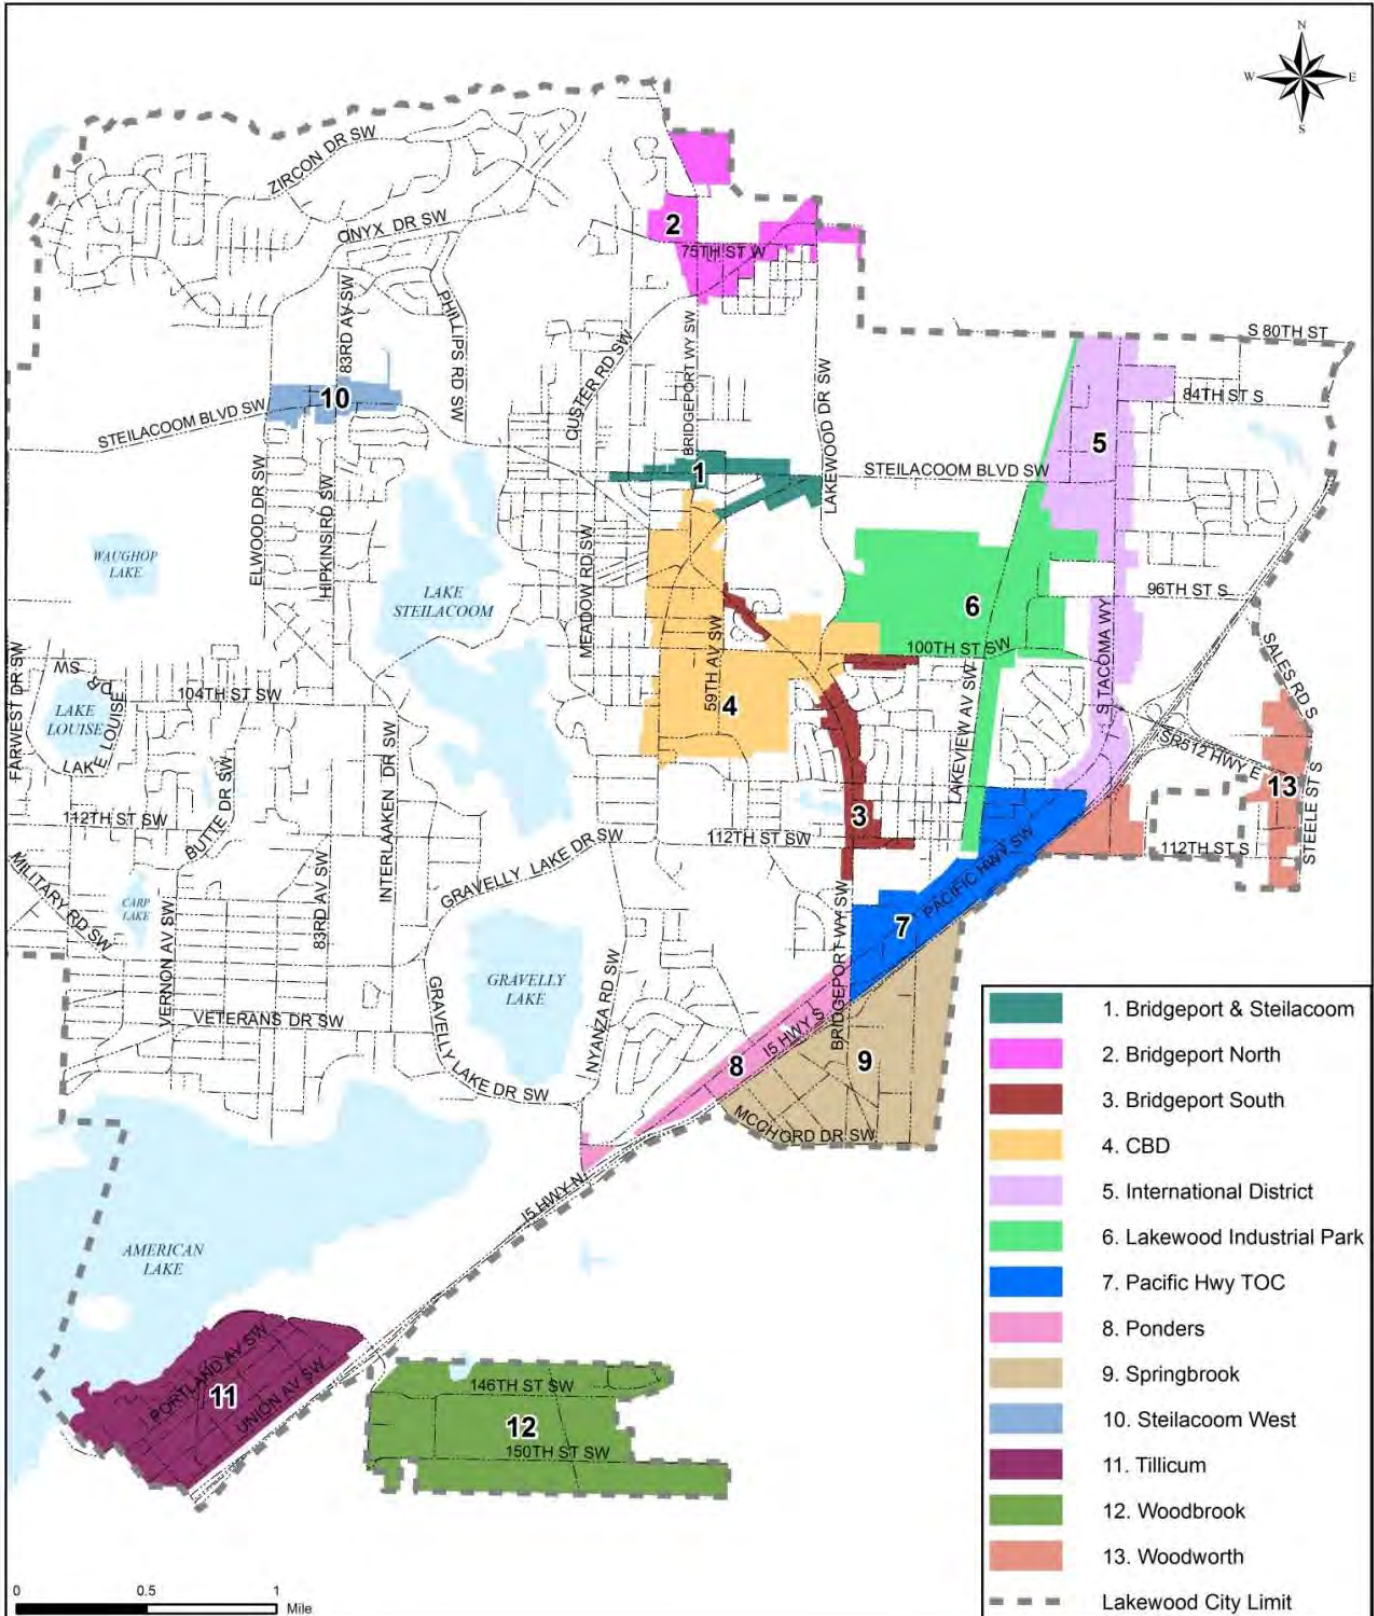 N
W E
S
ZIRCON DR SW
ONYX DR SW
2
75TH ST W
83RD AV SW
PHILLIPS RD SW
BRIDGEPORT WY SW
CUSTER RD SW
LAKEWOOD DR SW
S 80TH ST
84TH ST S
10
STEILACOOM BLVD SW
5
1
STEILACOOM BLVD SW
ELWOOD DR SW
HIPKINS RD SW
MEADOW RD SW
WAUGHOP
LAKE
LAKE
STEILACOOM
96TH ST S
6
100TH ST SW
S TACOMA WY
SALES RD S
FARWEST DR SW
DR SW
LAKE
LOUISE
LAKE LOUISE
104TH ST SW
59TH AV SW
4
LAKEVIEW AV SW
SR512 HWY E
13
STEELE ST S
INTERLAAKEN DR SW
BUTTE DR SW
112TH ST SW
3
112TH ST SW
112TH ST S
GRAVELLY LAKE DR SW
MILITARY RD SW
CARP
LAKE
VERNON AV SW
83RD AV SW
PACIFIC HWY SW
7
BRIDGEPORT WY SW
GRAVELLY
LAKE
NYANZA RD SW
VETERANS DR SW
GRAVELLY LAKE DR SW
I5 HWY S
8
9
MCCHORD DR SW
I5 HWY N
AMERICAN
LAKE
PORTLAND AV SW
11
UNION AV SW
146TH ST SW
12
150TH ST SW
1. Bridgeport & Steilacoom
2. Bridgeport North
3. Bridgeport South
4. CBD
5. International District
6. Lakewood Industrial Park
7. Pacific Hwy TOC
8. Ponders
9. Springbrook
10. Steilacoom West
11. Tillicum
12. Woodbrook
13. Woodworth
Lakewood City Limit
0 0.5 1
Mile